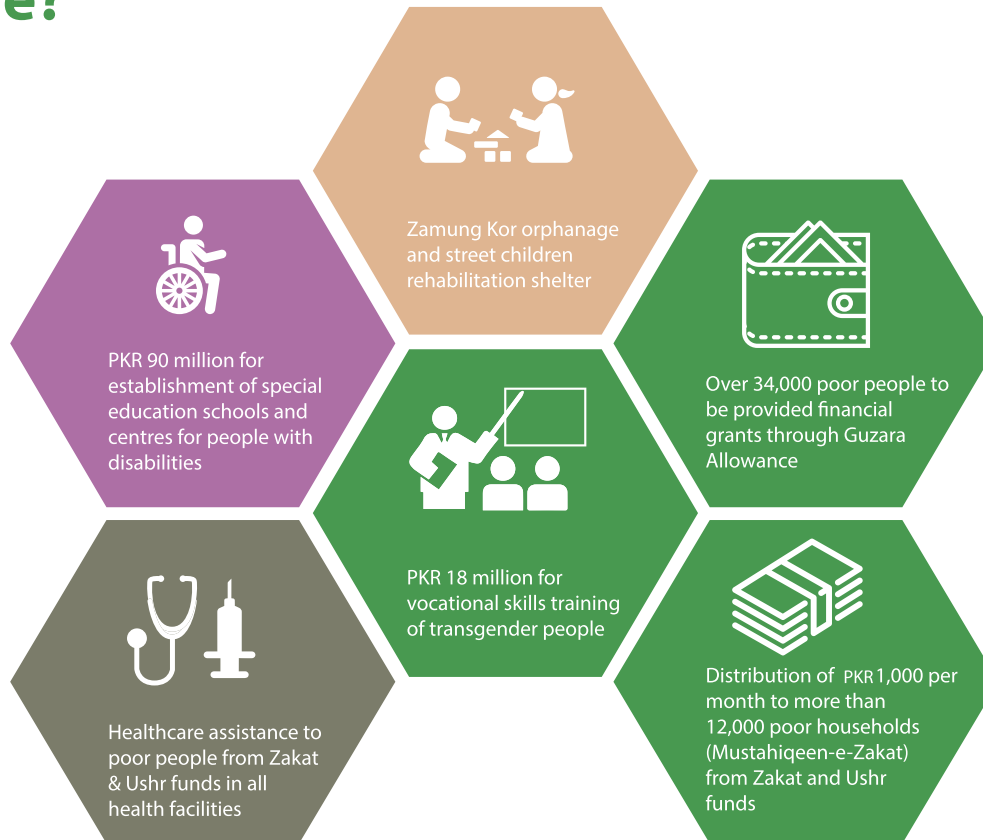 e?
Zamung Kor orphanage
and street children
rehabilitation shelter
PKR 90 million for
establishment of special
education schools and
centres for people with
disabilities
Over 34,000 poor people to
be provided financial
grants through Guzara
Allowance
PKR 18 million for
vocational skills training
of transgender people
Healthcare assistance to
poor people from Zakat
& Ushr funds in all
health facilities
Distribution of PKR 1,000 per
month to more than
12,000 poor households
(Mustahiqeen-e-Zakat)
from Zakat and Ushr
funds